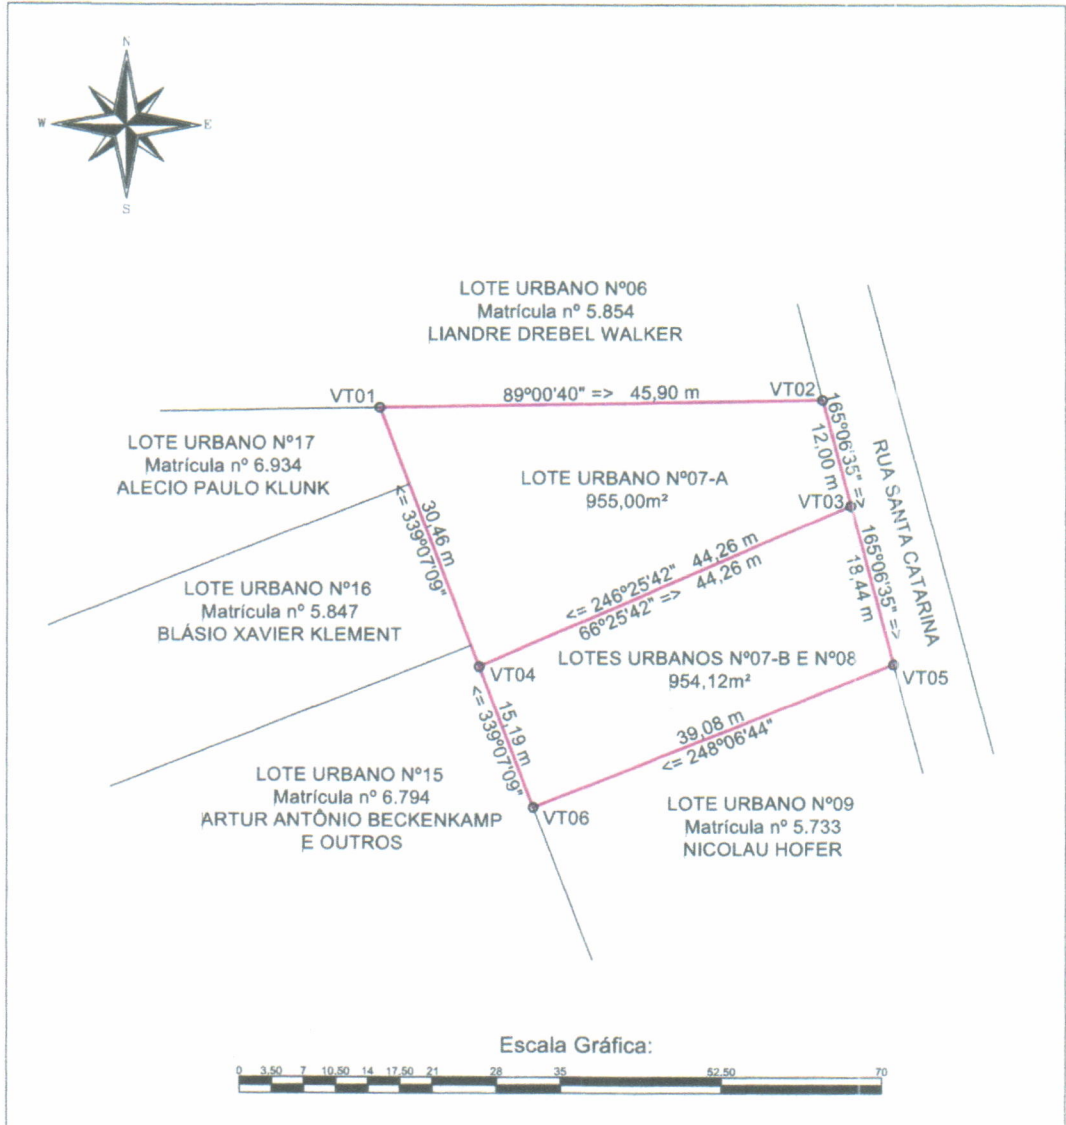 N
W
E
S
LOTE URBANO Nº06
Matrícula nº 5.854
LIANDRE DREBEL WALKER
VT01
89º00'40" => 45,90 m
VT02
165º06'35" =>
12,00 m
RUA SANTA CATARINA
LOTE URBANO Nº17
Matrícula nº 6.934
ALECIO PAULO KLUNK
LOTE URBANO Nº07-A
955,00m²
VT03
30,46 m
<= 339º07'09"
<= 246º25'42" 44,26 m
66º25'42" => 44,26 m
165º06'35" =>
18,44 m
LOTE URBANO Nº16
Matrícula nº 5.847
BLÁSIO XAVIER KLEMENT
LOTES URBANOS Nº07-B E Nº08
954,12m²
VT04
VT05
15,19 m
<= 339º07'09"
39,08 m
<= 248º06'44"
LOTE URBANO Nº15
Matrícula nº 6.794
ARTUR ANTÔNIO BECKENKAMP
E OUTROS
VT06
LOTE URBANO Nº09
Matrícula nº 5.733
NICOLAU HOFER
Escala Gráfica:
0 3,50 7 10,50 14 17,50 21 28 35 52,50 70